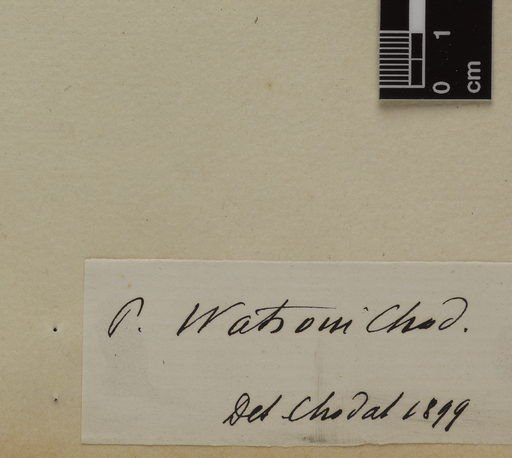 0 1
cm
P. Watsoni Chod.
Det Chodat 1899